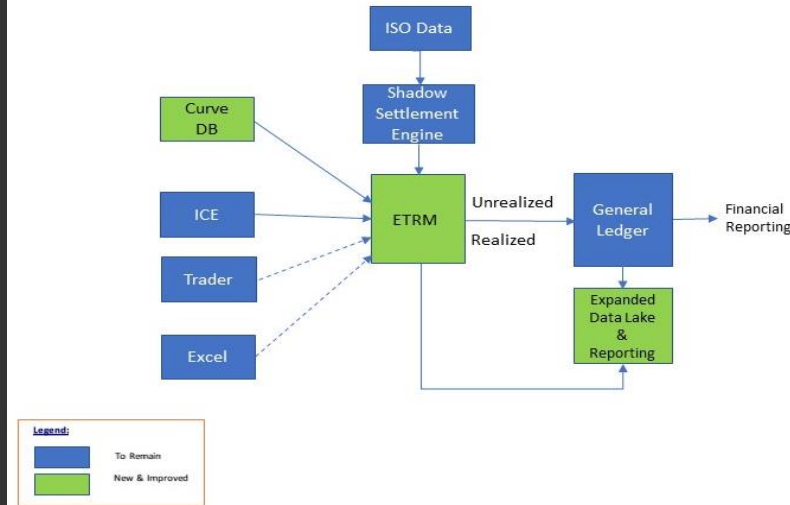 ISO Data
Shadow
Settlement
Engine
Curve
DB
ICE
Trader
Excel
ETRM
Unrealized
Realized
General
Ledger
Financial
Reporting
Expanded
Data Lake
&
Reporting
Legend:
To Remain
New & Improved